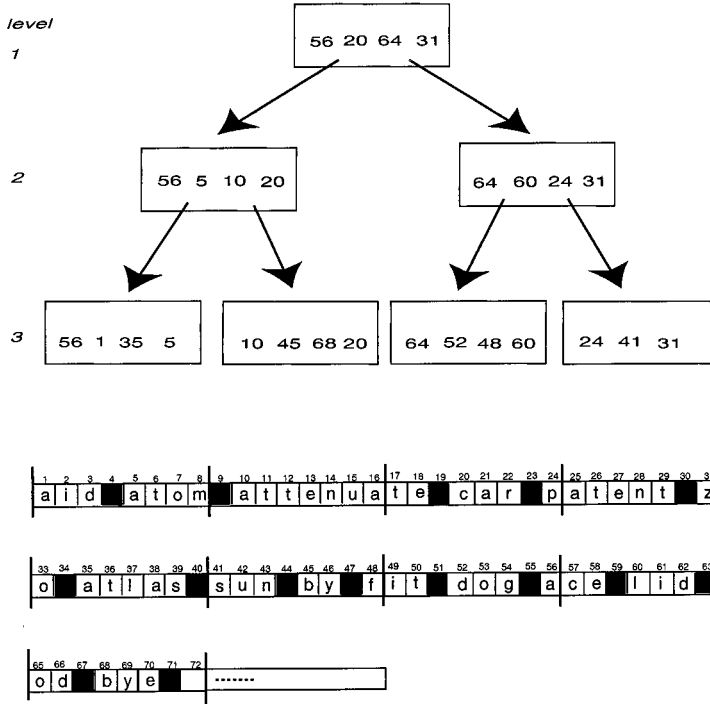 level
1
56 20 64 31
2
56 5 10 20
64 60 24 31
3
56 1 35 5
10 45 68 20
64 52 48 60
24 41 31
1 2 3 4 5 6 7 8 9 10 11 12 13 14 15 16 17 18 19 20 21 22 23 24 25 26 27 28 29 30 3
a i d a t o m a t t e n u a t e c a r p a t e n t z
33 34 35 36 37 38 39 40 41 42 43 44 45 46 47 48 49 50 51 52 53 54 55 56 57 58 59 60 61 62 63
o a t l a s s u n b y f i t d o g a c e l i d
65 66 67 68 69 70 71 72
o d b y e -------